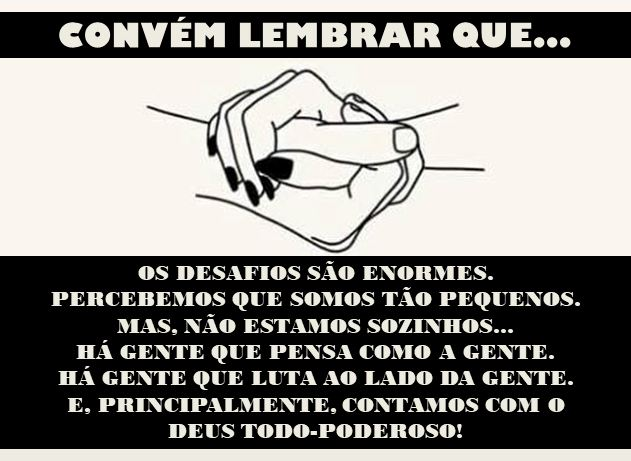 CONVÉM LEMBRAR QUE...
OS DESAFIOS SÃO ENORMES.
PERCEBEMOS QUE SOMOS TÃO PEQUENOS.
MAS, NÃO ESTAMOS SOZINHOS...
HÁ GENTE QUE PENSA COMO A GENTE.
HÁ GENTE QUE LUTA AO LADO DA GENTE.
E, PRINCIPALMENTE, CONTAMOS COM O
DEUS TODO-PODEROSO!